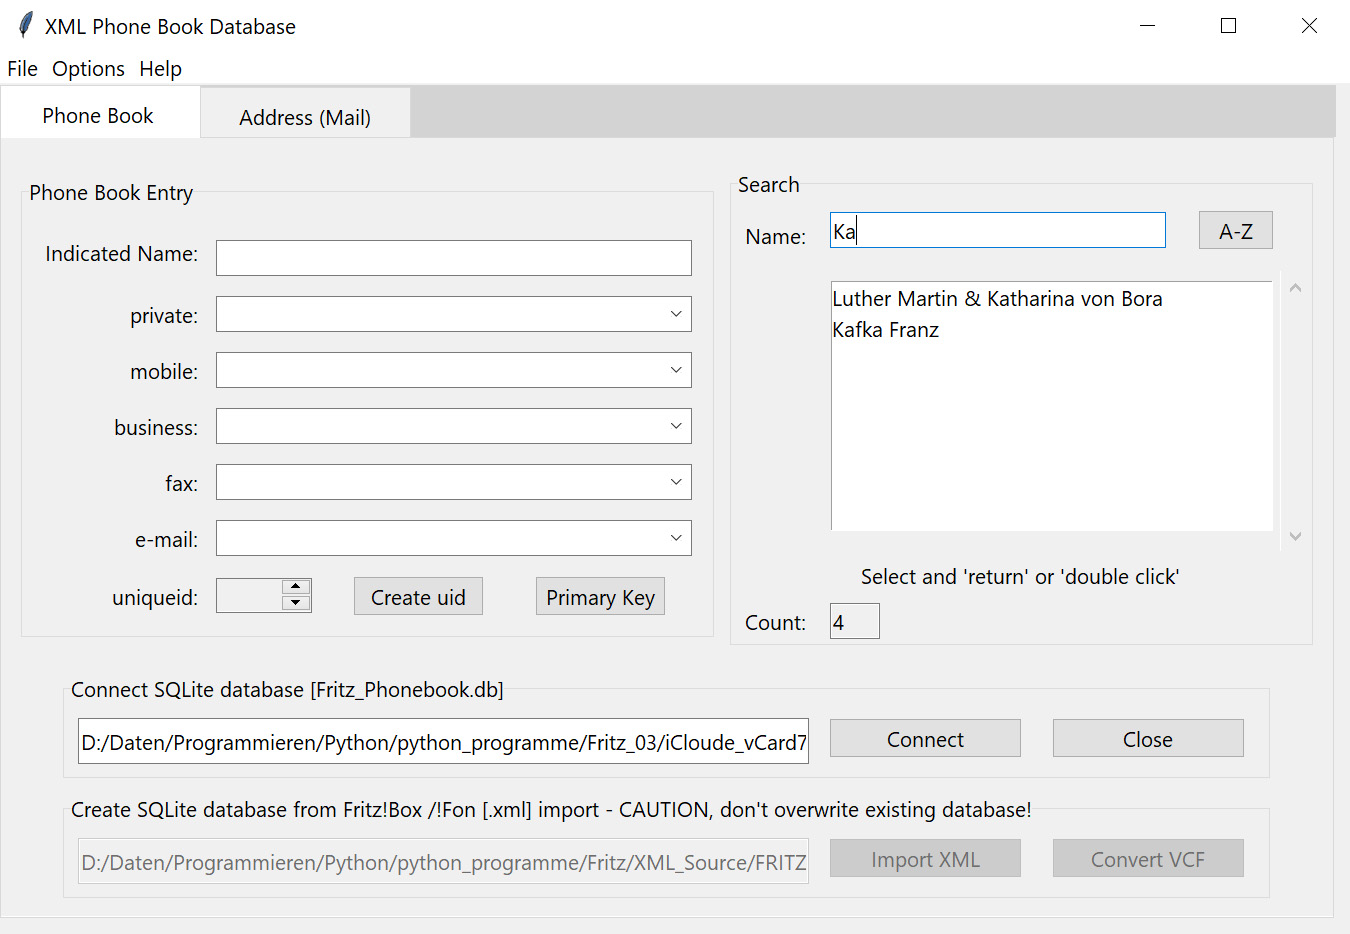 XML Phone Book Database
File Options Help
Phone Book Address (Mail)
Phone Book Entry
Indicated Name:
private:
mobile:
business:
fax:
e-mail:
uniqueid: Create uid Primary Key
Search
Name: Ka A-Z
Luther Martin & Katharina von Bora
Kafka Franz
Select and 'return' or 'double click'
Count: 4
Connect SQLite database [Fritz_Phonebook.db]
D:/Daten/Programmieren/Python/python_programme/Fritz_03/iCloude_vCard7 Connect Close
Create SQLite database from Fritz!Box /!Fon [.xml] import - CAUTION, don't overwrite existing database!
D:/Daten/Programmieren/Python/python_programme/Fritz/XML_Source/FRITZ Import XML Convert VCF